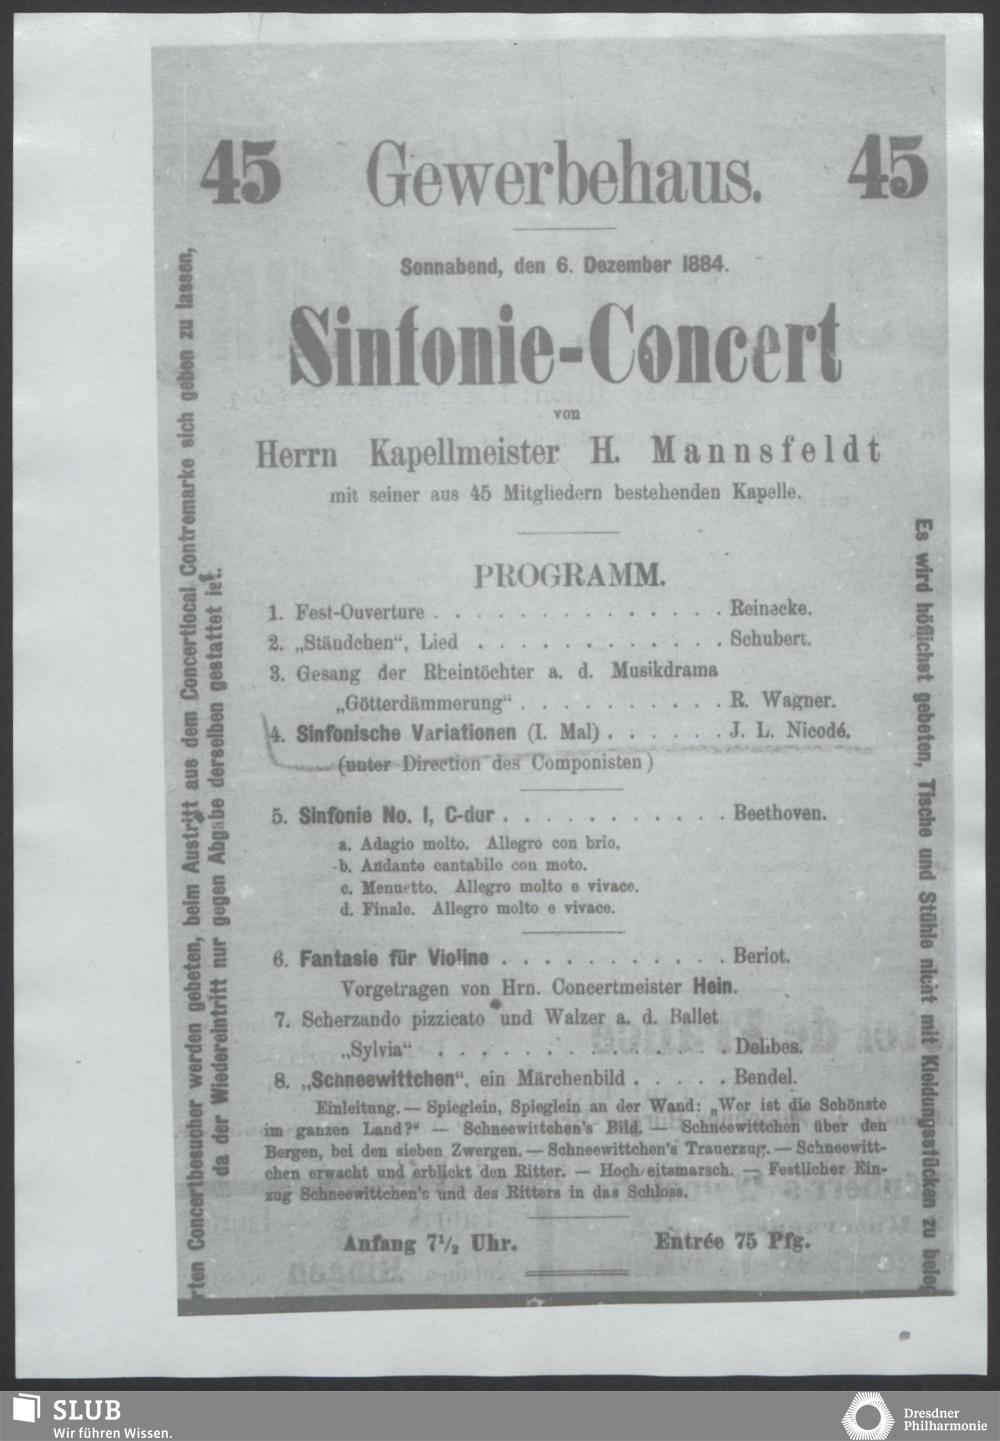 45 Gewerbehaus. 45
Sonnabend, den 6. Dezember 1884.
Sinfonie-Concert
von
Herrn Kapellmeister H. Mannsfeldt
mit seiner aus 45 Mitgliedern bestehenden Kapelle.
PROGRAMM.
1. Fest-Ouverture . . . . . . . . . . . . . . . Reinecke.
2. „Ständchen“, Lied . . . . . . . . . . . . Schubert.
3. Gesang der Rheintöchter a. d. Musikdrama
„Götterdämmerung“ . . . . . . . . . . . R. Wagner.
4. Sinfonische Variationen (I. Mal) . . . . . . J. L. Nicodé.
(unter Direction des Componisten)
5. Sinfonie No. I, C-dur . . . . . . . . . . . . Beethoven.
a. Adagio molto. Allegro con brio.
b. Andante cantabile con moto.
c. Menuetto. Allegro molto e vivace.
d. Finale. Allegro molto e vivace.
6. Fantasie für Violine . . . . . . . . . . . Beriot.
Vorgetragen von Hrn. Concertmeister Hein.
7. Scherzando pizzicato und Walzer a. d. Ballet
„Sylvia“ . . . . . . . . . . . . . . . Delibes.
8. „Schneewittchen“, ein Märchenbild . . . . . Bendel.
Einleitung. — Spieglein, Spieglein an der Wand: „Wer ist die Schönste
im ganzen Land?“ — Schneewittchen's Bild. — Schneewittchen über den
Bergen, bei den sieben Zwergen. — Schneewittchen's Trauerzug. — Schneewitt-
chen erwacht und erblickt den Ritter. — Hochzeitsmarsch. — Festlicher Ein-
zug Schneewittchen's und des Ritters in das Schloss.
Anfang 7½ Uhr. Entrée 75 Pfg.
rten Concertbesucher werden gebeten, beim Austritt aus dem Concertlocal Contremarke sich geben zu lassen,
da der Wiedereintritt nur gegen Abgabe derselben gestattet ist.
Es wird höflichst gebeten, Tische und Stühle nicht mit Kleidungsstücken zu beleg
SLUB
Wir führen Wissen.
Dresdner
Philharmonie